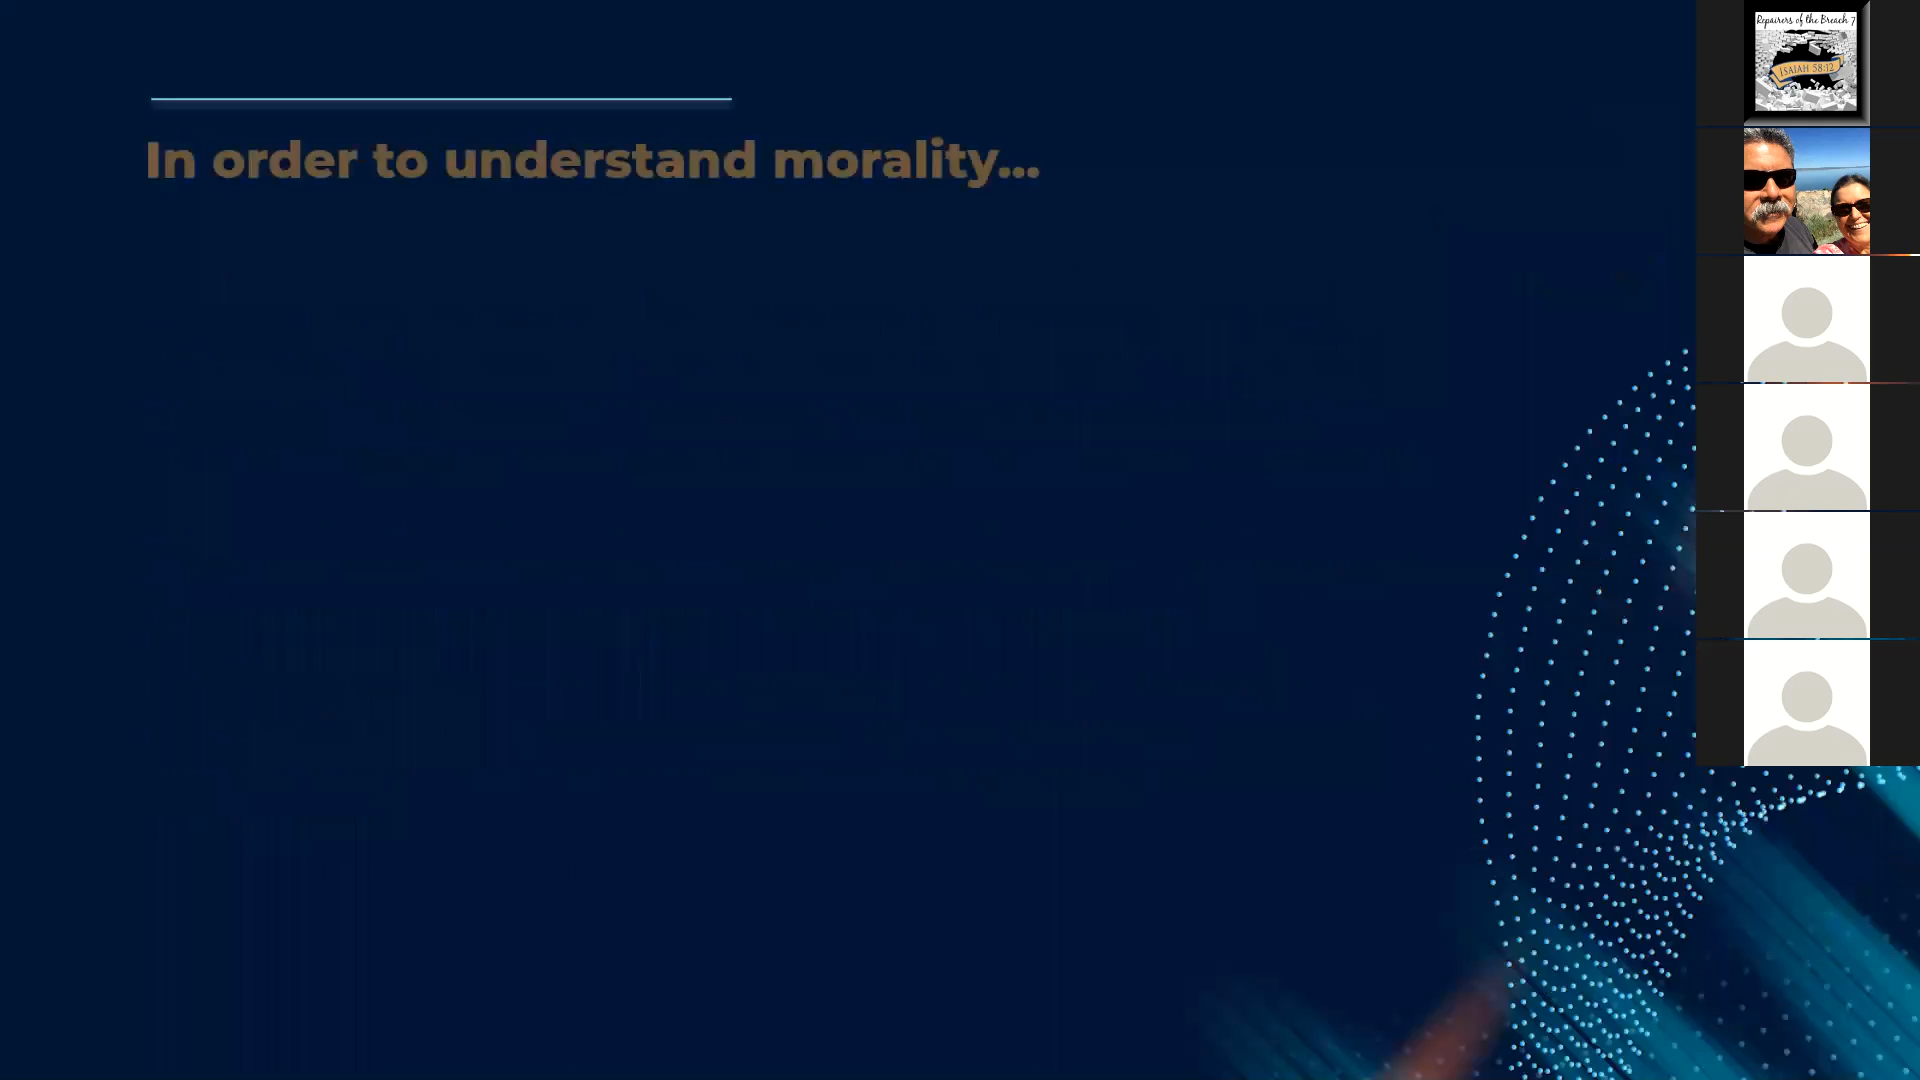 In order to understand morality...
Repairers of the Breach 7
ISAIAH 58:12